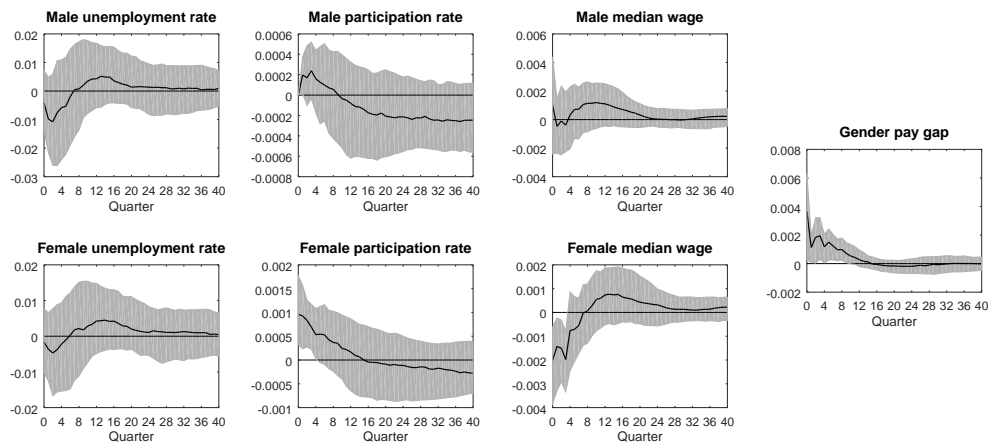 Male unemployment rate
0.02
0.01
0
-0.01
-0.02
-0.03
0 4 8 12 16 20 24 28 32 36 40
Quarter
Male participation rate
0.0006
0.0004
0.0002
0
-0.0002
-0.0004
-0.0006
-0.0008
0 4 8 12 16 20 24 28 32 36 40
Quarter
Male median wage
0.006
0.004
0.002
0
-0.002
-0.004
0 4 8 12 16 20 24 28 32 36 40
Quarter
Gender pay gap
0.008
0.006
0.004
0.002
0
-0.002
0 4 8 12 16 20 24 28 32 36 40
Quarter
Female unemployment rate
0.02
0.01
0
-0.01
-0.02
0 4 8 12 16 20 24 28 32 36 40
Quarter
Female participation rate
0.002
0.0015
0.001
0.0005
0
-0.0005
-0.001
0 4 8 12 16 20 24 28 32 36 40
Quarter
Female median wage
0.002
0.001
0
-0.001
-0.002
-0.003
-0.004
0 4 8 12 16 20 24 28 32 36 40
Quarter